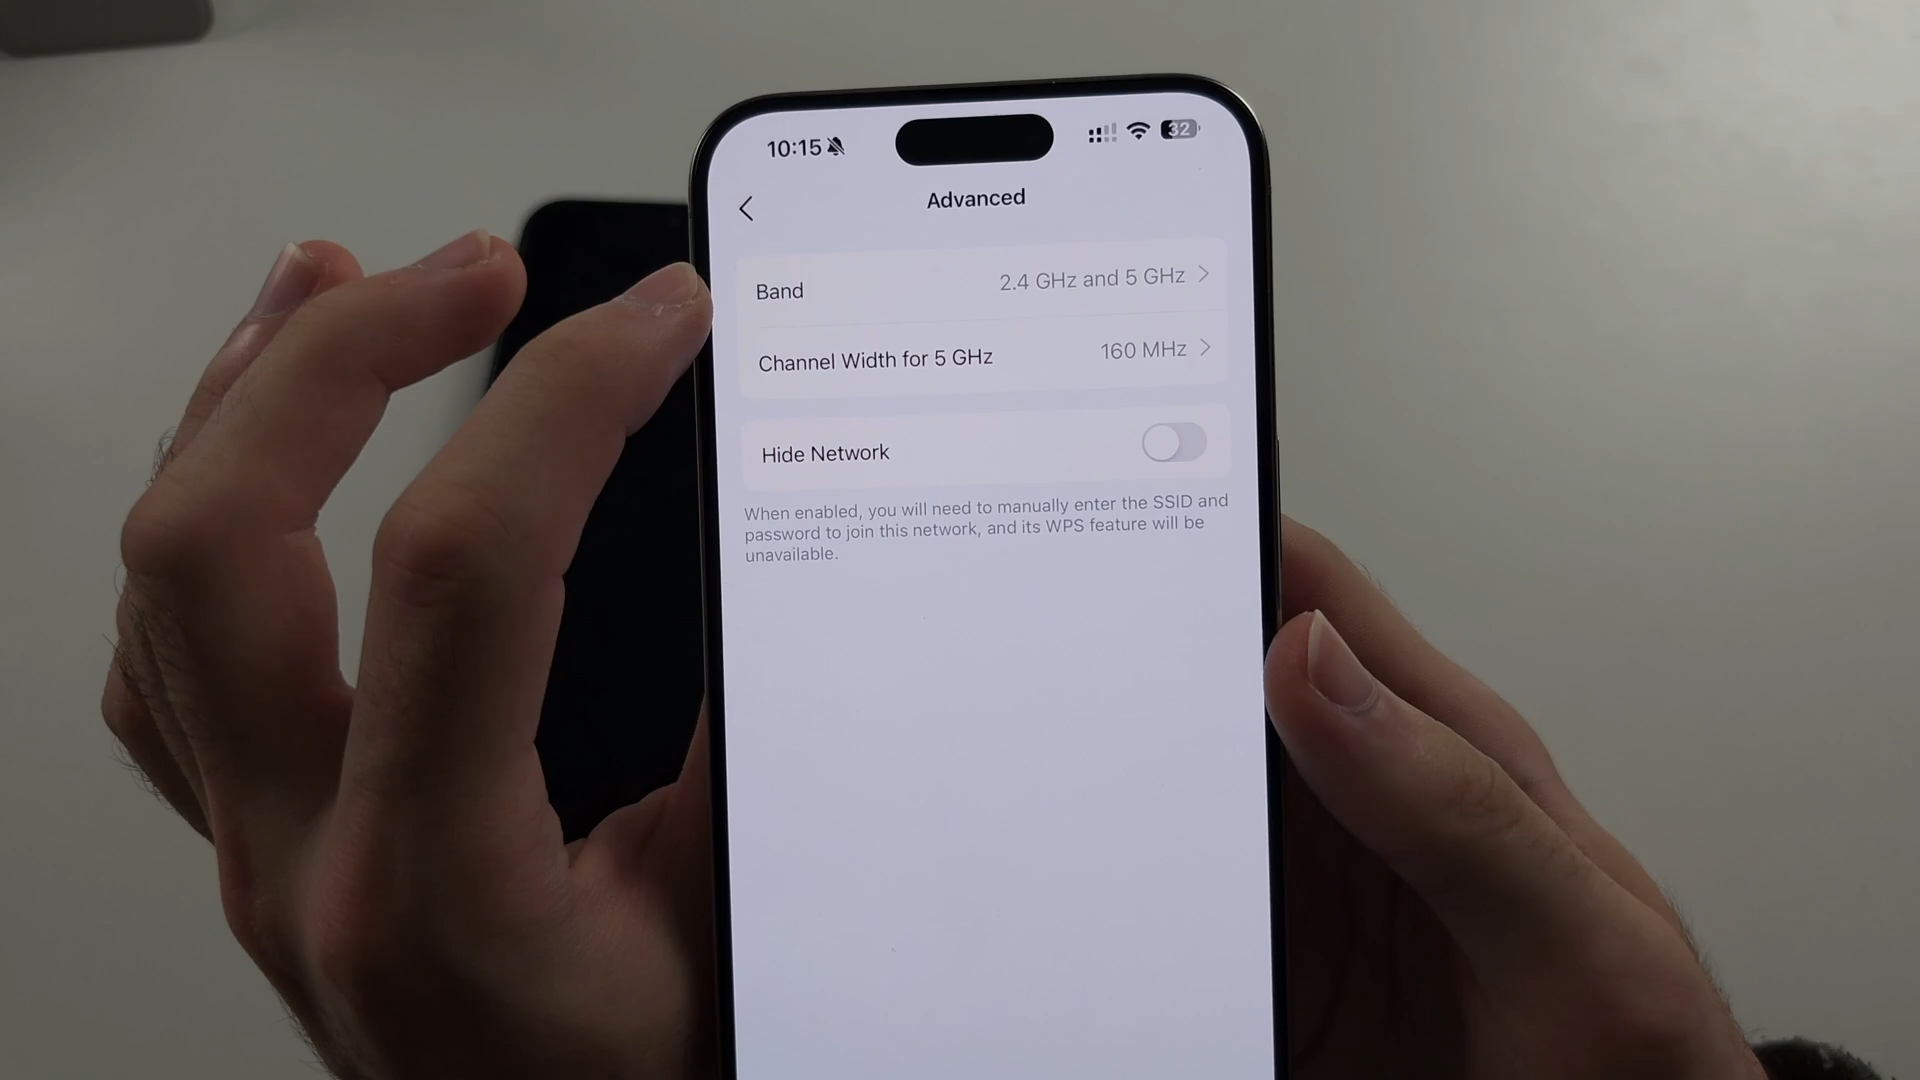 10:15
32
Advanced
Band 2.4 GHz and 5 GHz
Channel Width for 5 GHz 160 MHz
Hide Network
When enabled, you will need to manually enter the SSID and
password to join this network, and its WPS feature will be
unavailable.